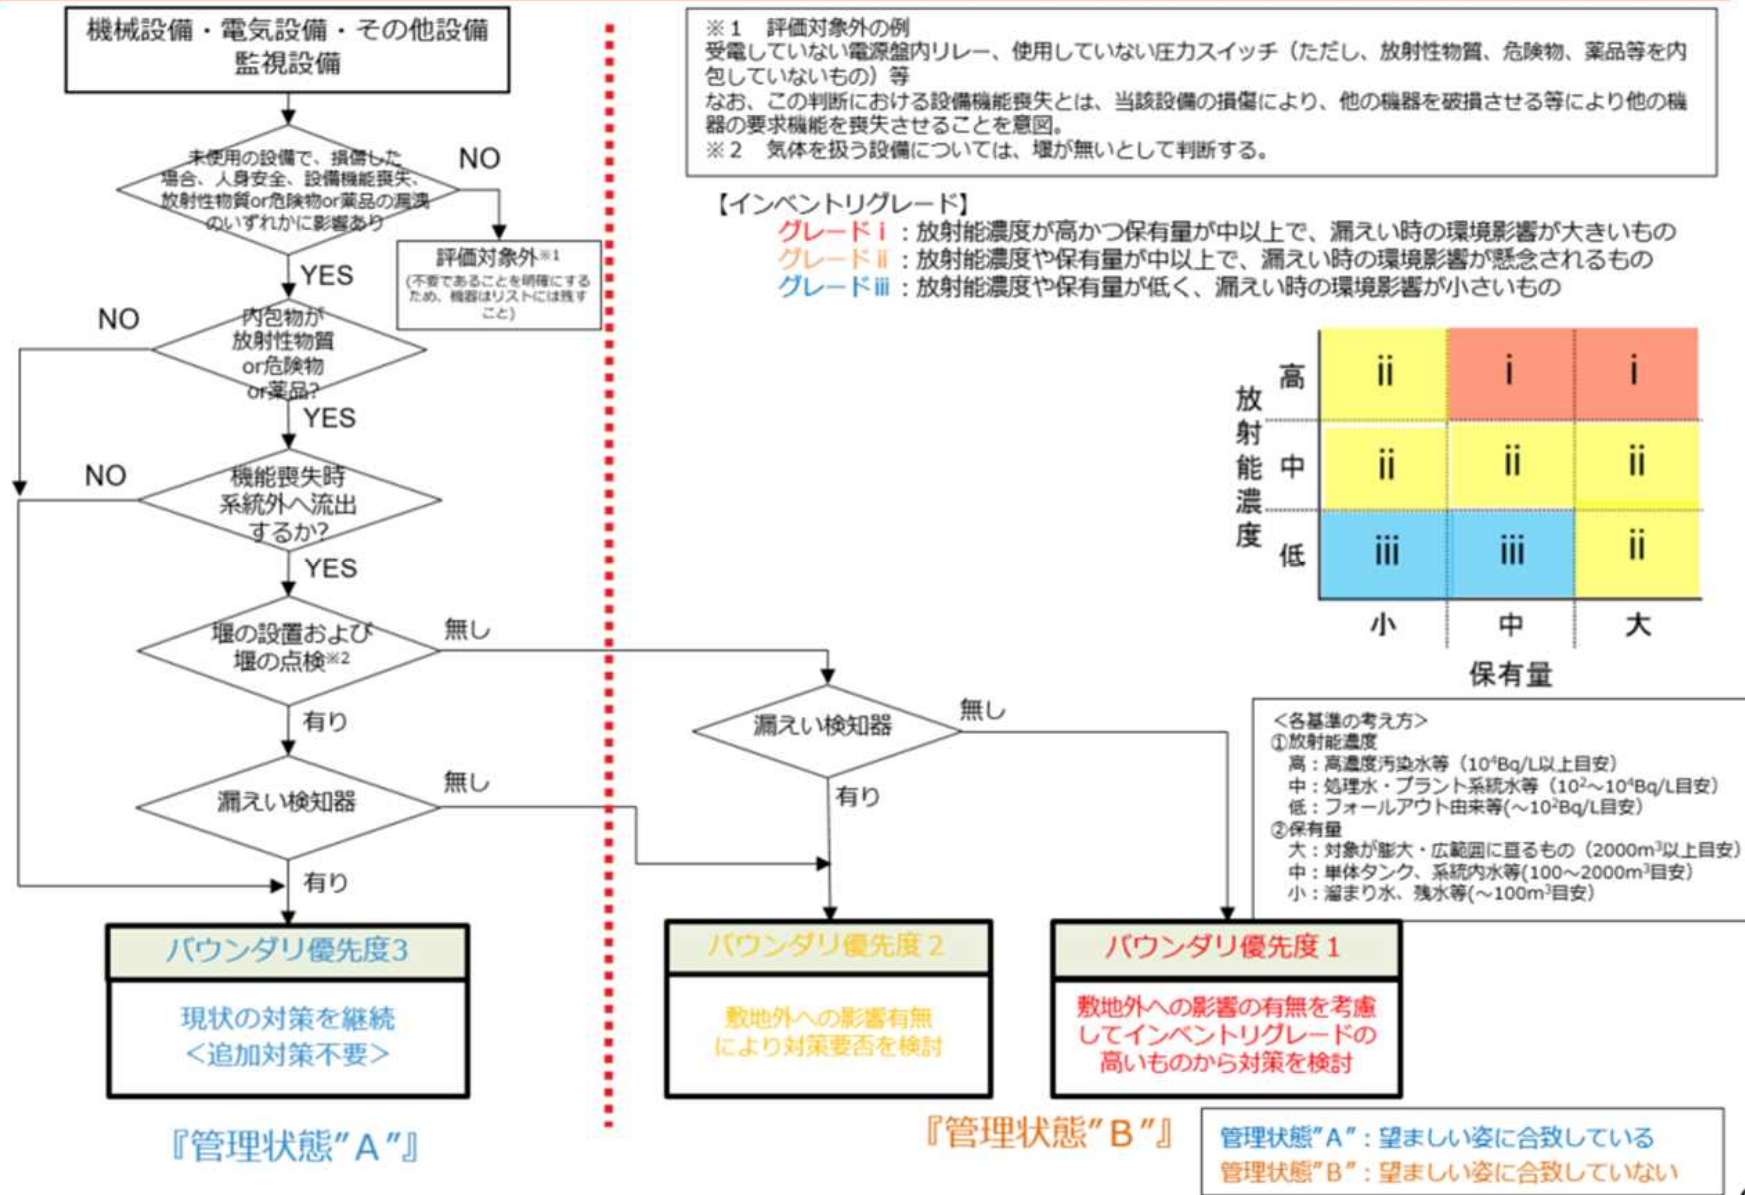 機械設備・電気設備・その他設備
監視設備
※１　評価対象外の例
受電していない電源盤内リレー、使用していない圧力スイッチ（ただし、放射性物質、危険物、薬品等を内
包していないもの）等
なお、この判断における設備機能喪失とは、当該設備の損傷により、他の機器を破損させる等により他の機
器の要求機能を喪失させることを意図。
※２　気体を扱う設備については、堰が無いとして判断する。
未使用の設備で、損傷した
場合、人身安全、設備機能喪失、
放射性物質or危険物or薬品の漏洩
のいずれかに影響あり
NO
YES
評価対象外※1
(不要であることを明確にする
ため、機器はリストには残す
こと)
【インベントリグレード】
グレードⅰ：放射能濃度が高かつ保有量が中以上で、漏えい時の環境影響が大きいもの
グレードⅱ：放射能濃度や保有量が中以上で、漏えい時の環境影響が懸念されるもの
グレードⅲ：放射能濃度や保有量が低く、漏えい時の環境影響が小さいもの
NO
内包物が
放射性物質
or危険物
or薬品?
YES
NO
機能喪失時
系統外へ流出
するか?
YES
放射能濃度
高
ⅱ
ⅰ
ⅰ
中
ⅱ
ⅱ
ⅱ
低
ⅲ
ⅲ
ⅱ
小
中
大
保有量
堰の設置および
堰の点検※2
無し
有り
漏えい検知器
無し
有り
漏えい検知器
無し
有り
＜各基準の考え方＞
①放射能濃度
高：高濃度汚染水等（10⁴Bq/L以上目安）
中：処理水・プラント系統水等（10²～10⁴Bq/L目安）
低：フォールアウト由来等(～10²Bq/L目安）
②保有量
大：対象が膨大・広範囲に亘るもの（2000m³以上目安）
中：単体タンク、系統内水等(100～2000m³目安）
小：溜まり水、残水等(～100m³目安）
バウンダリ優先度3
現状の対策を継続
＜追加対策不要＞
バウンダリ優先度２
敷地外への影響有無
により対策要否を検討
バウンダリ優先度１
敷地外への影響の有無を考慮
してインベントリグレードの
高いものから対策を検討
『管理状態”A”』
『管理状態”B”』
管理状態”A”：望ましい姿に合致している
管理状態”B”：望ましい姿に合致していない